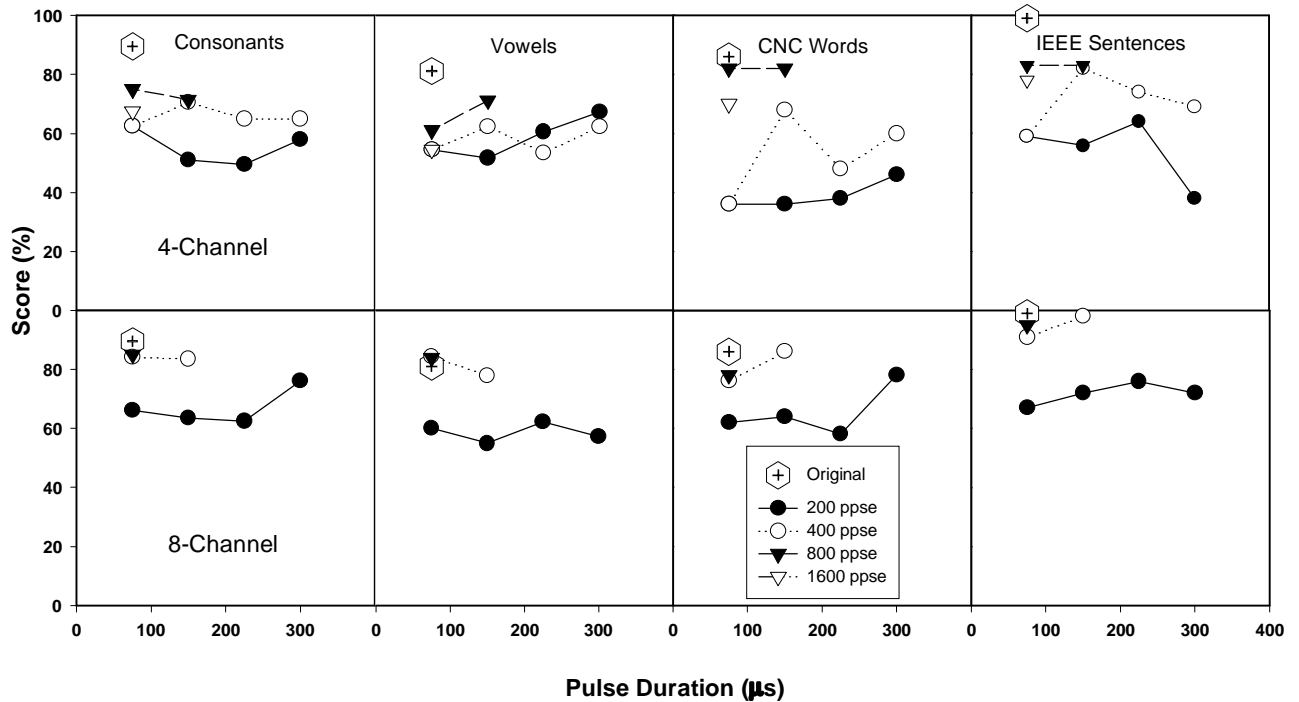 100
Consonants
Vowels
CNC Words
IEEE Sentences
80
60
40
20
4-Channel
0
Score (%)
80
60
40
20
0
8-Channel
Original
200 ppse
400 ppse
800 ppse
1600 ppse
0 100 200 300 0 100 200 300 0 100 200 300 0 100 200 300 400
Pulse Duration (μs)